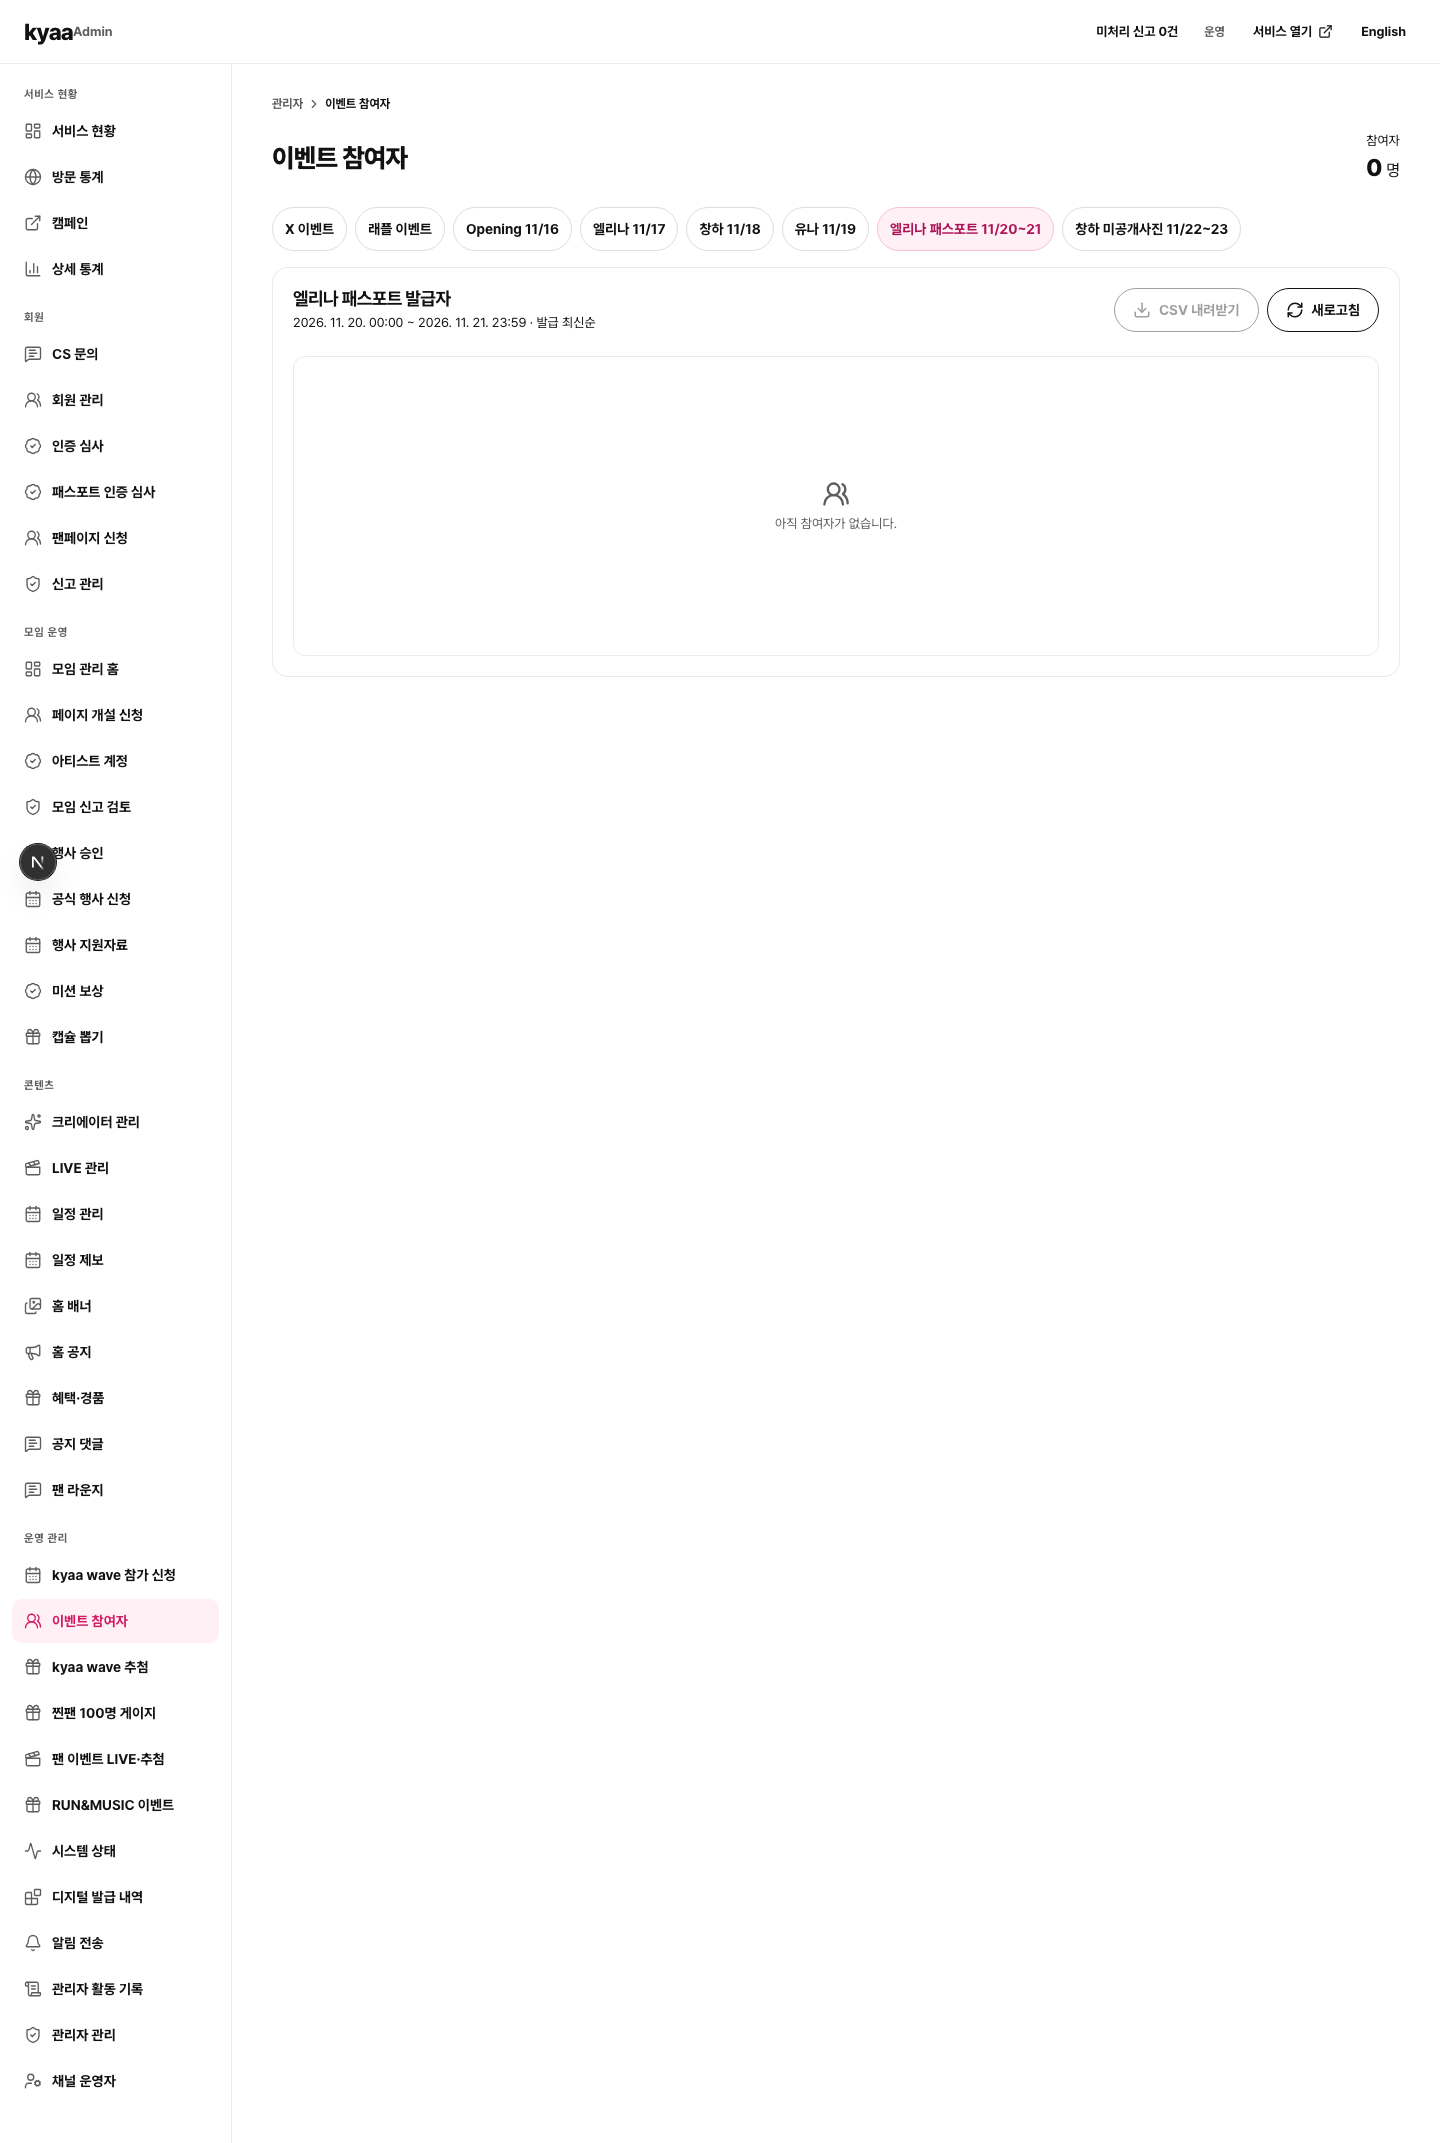 kyaa Admin
미처리 신고 0건
운영
서비스 열기
English
서비스 현황
서비스 현황
방문 통계
캠페인
상세 통계
회원
CS 문의
회원 관리
인증 심사
패스포트 인증 심사
팬페이지 신청
신고 관리
모임 운영
모임 관리 홈
페이지 개설 신청
아티스트 계정
모임 신고 검토
행사 승인
공식 행사 신청
행사 지원자료
미션 보상
캡슐 뽑기
콘텐츠
크리에이터 관리
LIVE 관리
일정 관리
일정 제보
홈 배너
홈 공지
혜택·경품
공지 댓글
팬 라운지
운영 관리
kyaa wave 참가 신청
이벤트 참여자
kyaa wave 추첨
찐팬 100명 게이지
팬 이벤트 LIVE·추첨
RUN&MUSIC 이벤트
시스템 상태
디지털 발급 내역
알림 전송
관리자 활동 기록
관리자 관리
채널 운영자
N
관리자 > 이벤트 참여자
이벤트 참여자
참여자
0 명
X 이벤트
래플 이벤트
Opening 11/16
엘리나 11/17
창하 11/18
유나 11/19
엘리나 패스포트 11/20~21
창하 미공개사진 11/22~23
엘리나 패스포트 발급자
2026. 11. 20. 00:00 ~ 2026. 11. 21. 23:59 · 발급 최신순
CSV 내려받기
새로고침
아직 참여자가 없습니다.